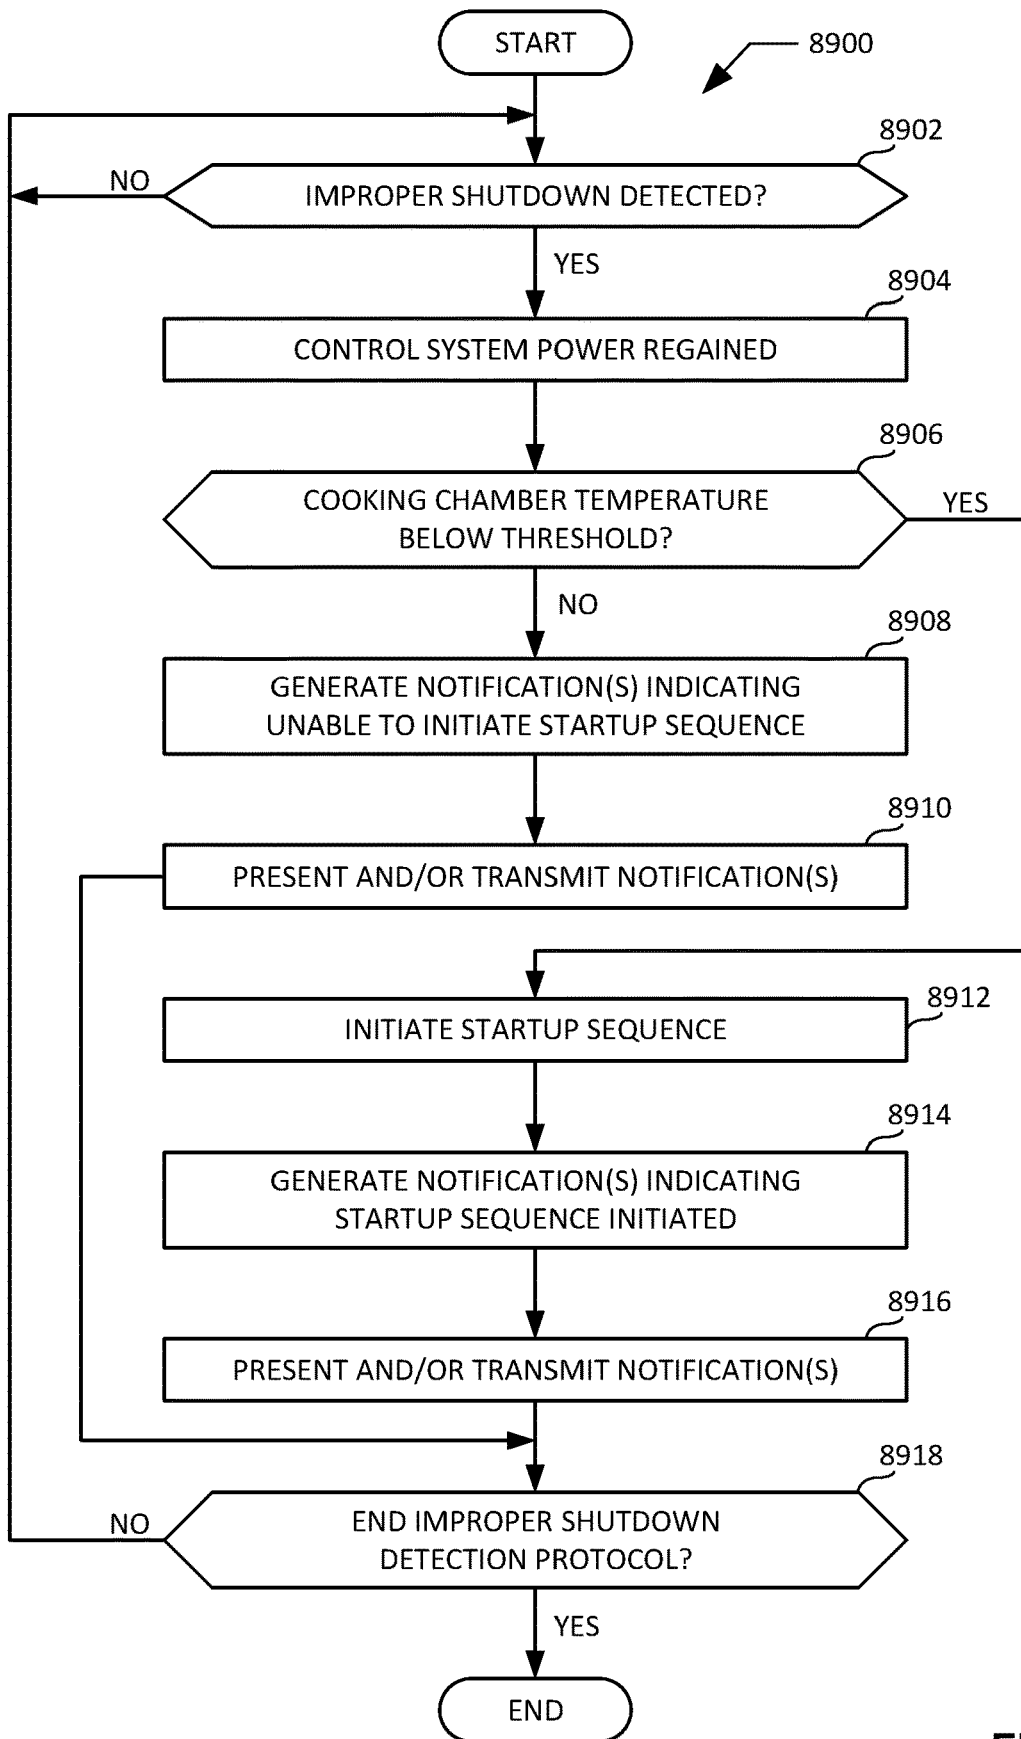 START
8900
8902
NO
IMPROPER SHUTDOWN DETECTED?
YES
8904
CONTROL SYSTEM POWER REGAINED
8906
COOKING CHAMBER TEMPERATURE
BELOW THRESHOLD?
YES
NO
8908
GENERATE NOTIFICATION(S) INDICATING
UNABLE TO INITIATE STARTUP SEQUENCE
8910
PRESENT AND/OR TRANSMIT NOTIFICATION(S)
8912
INITIATE STARTUP SEQUENCE
8914
GENERATE NOTIFICATION(S) INDICATING
STARTUP SEQUENCE INITIATED
8916
PRESENT AND/OR TRANSMIT NOTIFICATION(S)
8918
NO
END IMPROPER SHUTDOWN
DETECTION PROTOCOL?
YES
END